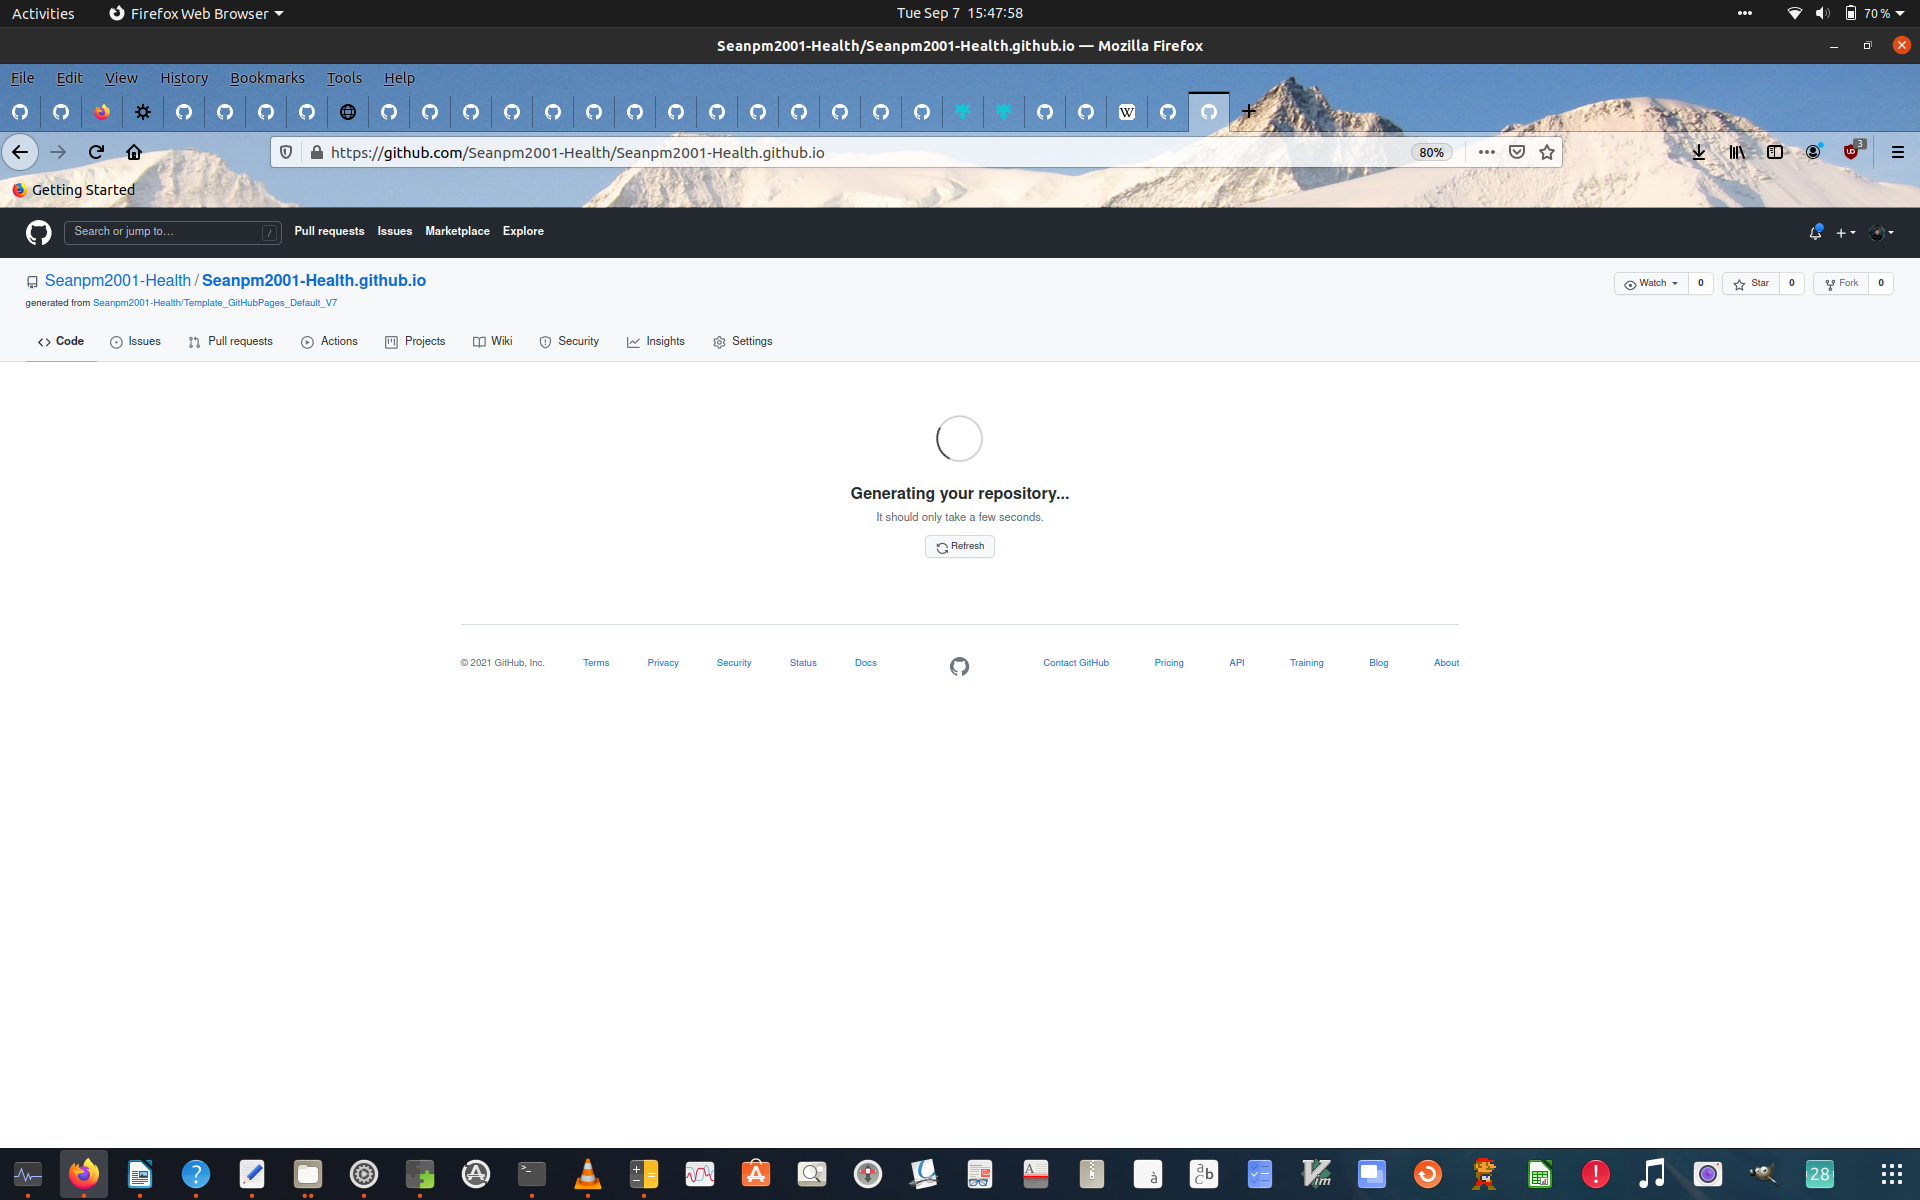 Activities Firefox Web Browser Tue Sep 7 15:47:58 70 %
Seanpm2001-Health/Seanpm2001-Health.github.io — Mozilla Firefox
File Edit View History Bookmarks Tools Help
W
https://github.com/Seanpm2001-Health/Seanpm2001-Health.github.io 80% 3
Getting Started
Search or jump to… / Pull requests Issues Marketplace Explore
Seanpm2001-Health / Seanpm2001-Health.github.io Watch 0 Star 0 Fork 0
generated from Seanpm2001-Health/Template_GitHubPages_Default_V7
Code Issues Pull requests Actions Projects Wiki Security Insights Settings
Generating your repository...
It should only take a few seconds.
Refresh
© 2021 GitHub, Inc. Terms Privacy Security Status Docs Contact GitHub Pricing API Training Blog About
28